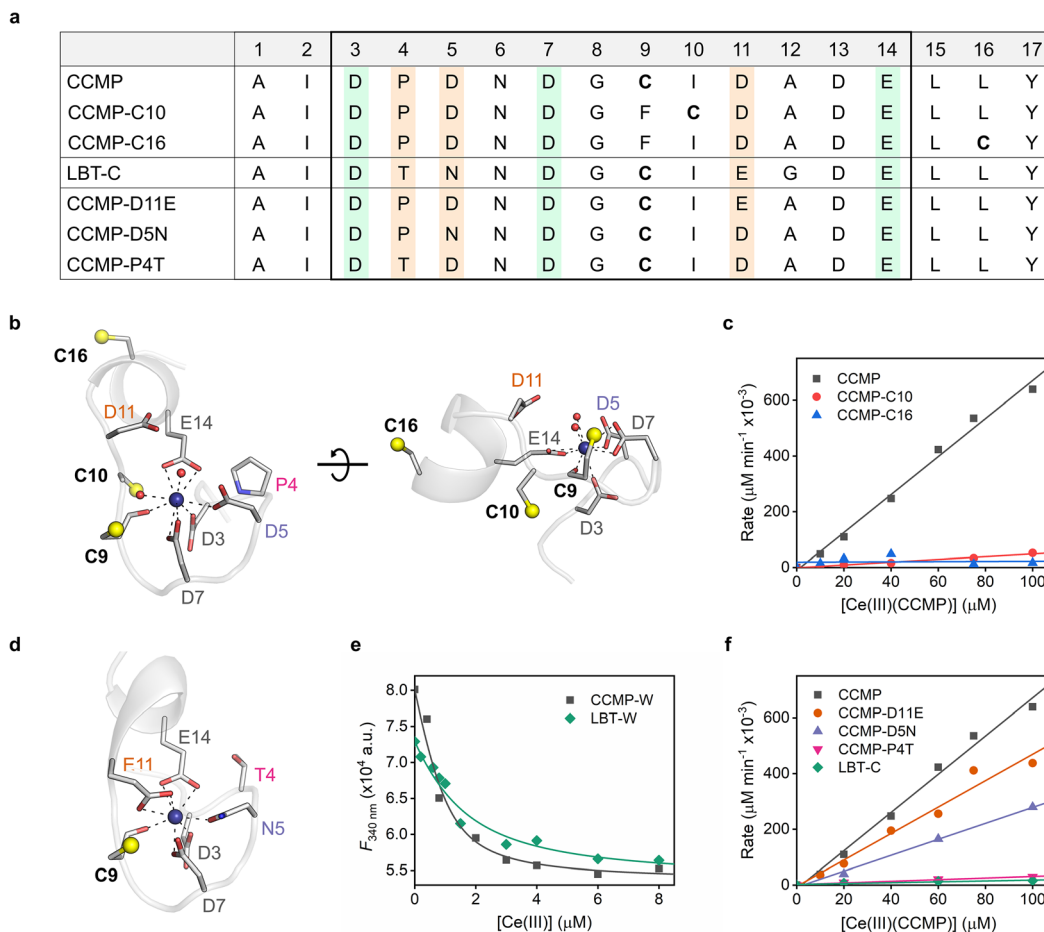 a
1 2 3 4 5 6 7 8 9 10 11 12 13 14 15 16 17
CCMP A I D P D N D G C I D A D E L L Y
CCMP-C10 A I D P D N D G F C D A D E L L Y
CCMP-C16 A I D P D N D G F I D A D E L C Y
LBT-C A I D T N N D G C I E G D E L L Y
CCMP-D11E A I D P D N D G C I E A D E L L Y
CCMP-D5N A I D P N N D G C I D A D E L L Y
CCMP-P4T A I D T D N D G C I D A D E L L Y
b
C16
D11
E14
C10
P4
C9
D3
D5
D7
D11
C16
D5
D7
E14
C9
C10
D3
c
CCMP
CCMP-C10
CCMP-C16
600
400
200
0
0 20 40 60 80 100
Rate (μM min⁻¹ x10⁻³)
[Ce(III)(CCMP)] (μM)
d
E14
E11
T4
N5
D3
C9
D7
e
CCMP-W
LBT-W
8.0
7.5
7.0
6.5
6.0
5.5
0 2 4 6 8
F340 nm (x10⁴ a.u.)
[Ce(III)] (μM)
f
CCMP
CCMP-D11E
CCMP-D5N
CCMP-P4T
LBT-C
600
400
200
0
0 20 40 60 80 100
Rate (μM min⁻¹ x10⁻³)
[Ce(III)(CCMP)] (μM)